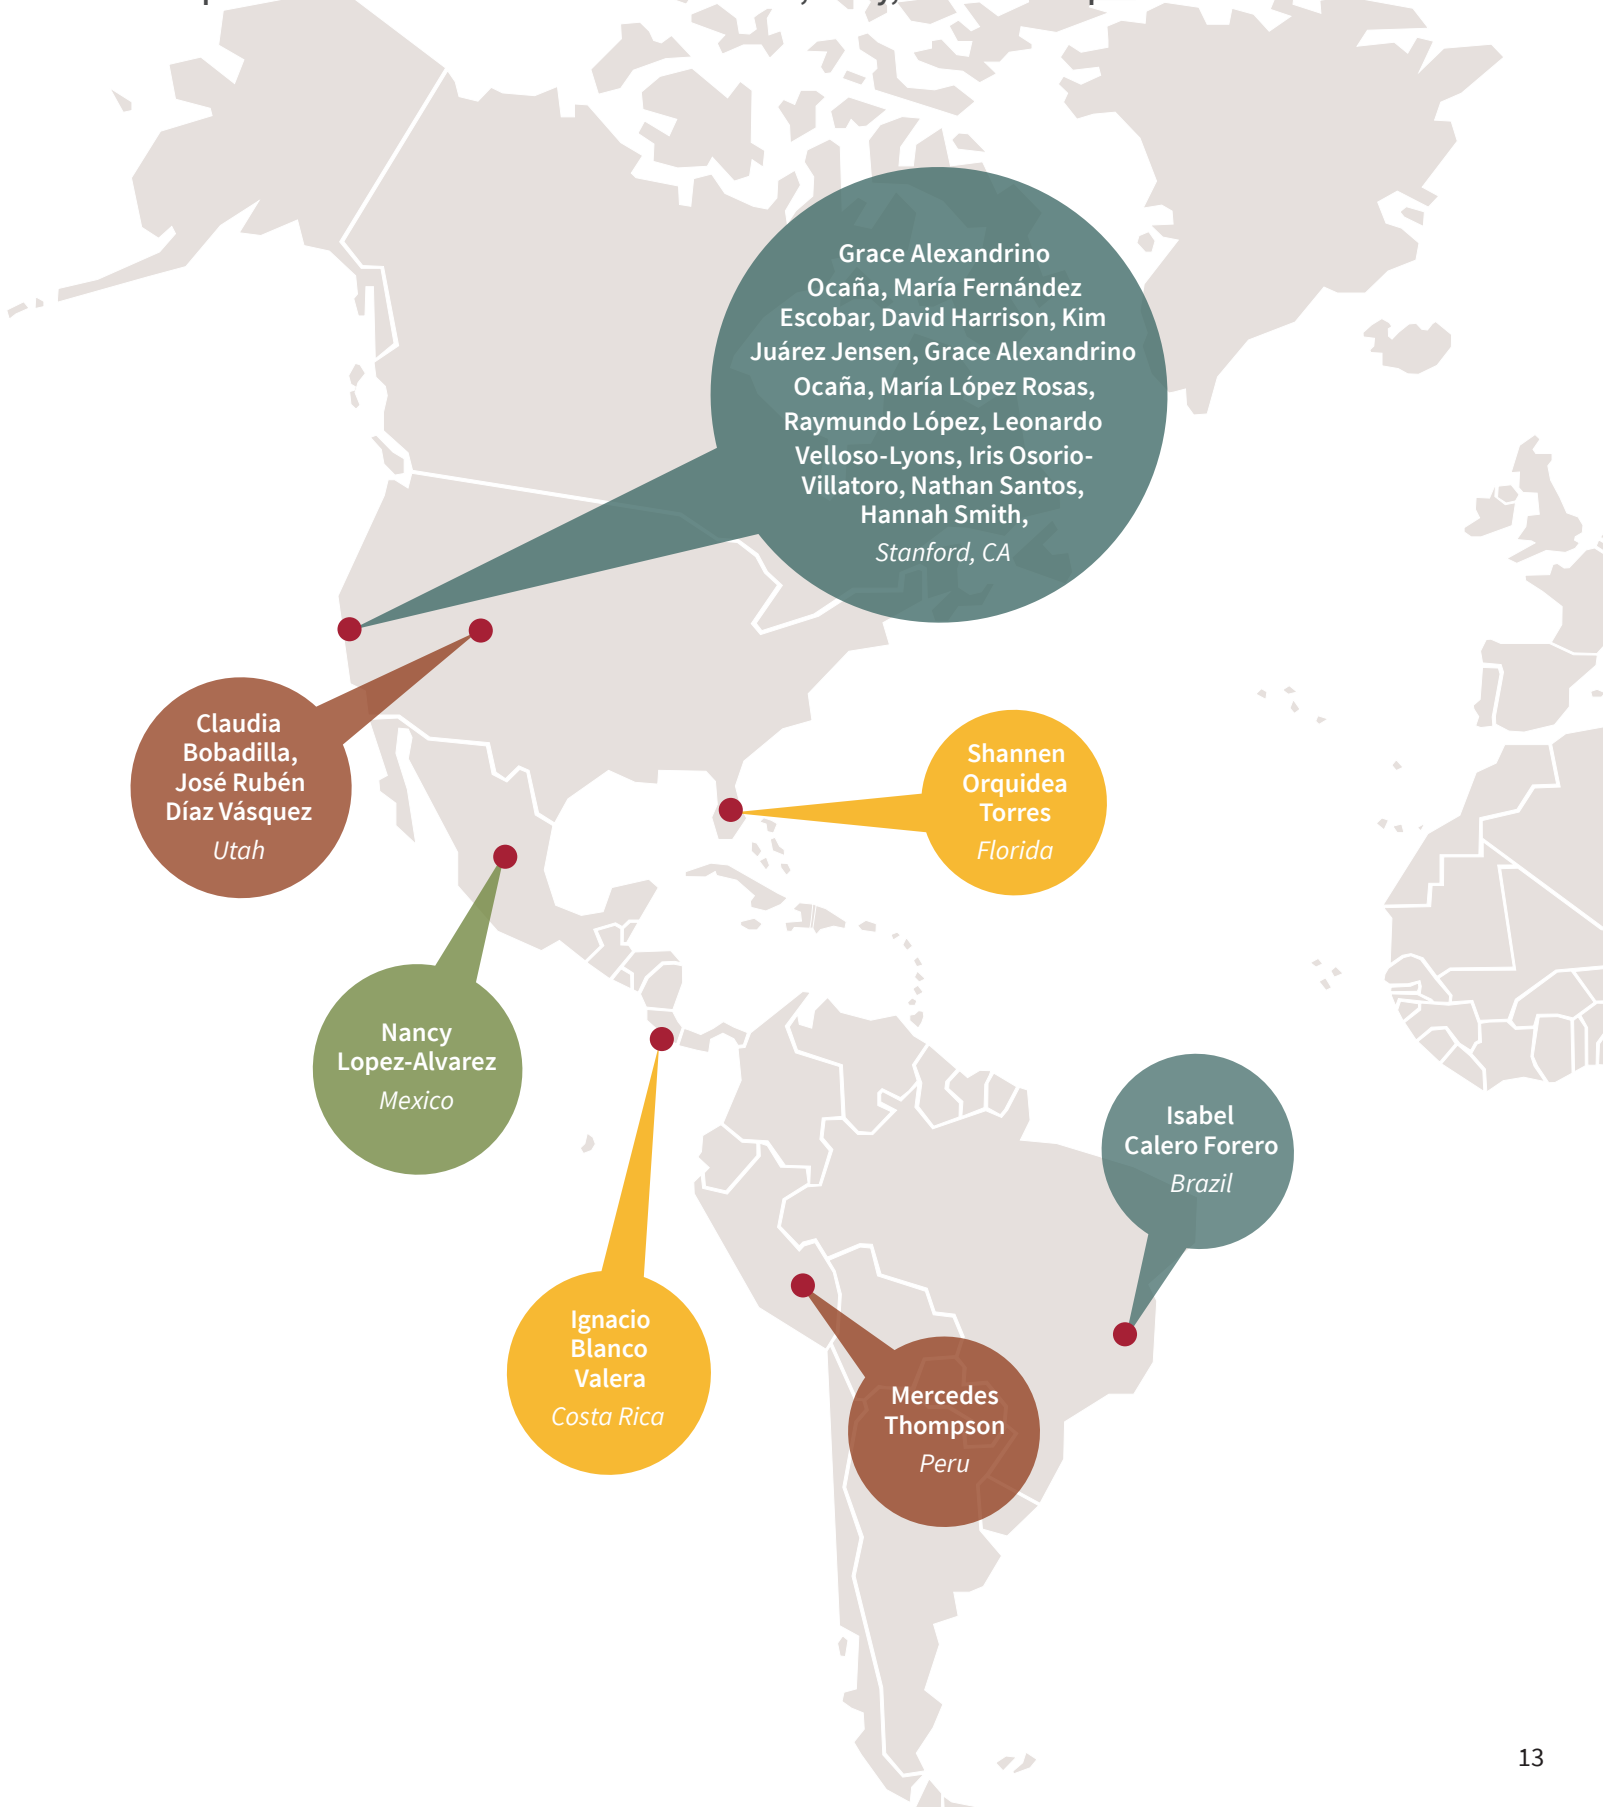 Grace Alexandrino
Ocaña, María Fernández
Escobar, David Harrison, Kim
Juárez Jensen, Grace Alexandrino
Ocaña, María López Rosas,
Raymundo López, Leonardo
Velloso-Lyons, Iris Osorio-
Villatoro, Nathan Santos,
Hannah Smith,
Stanford, CA
Claudia
Bobadilla,
José Rubén
Díaz Vásquez
Utah
Shannen
Orquidea
Torres
Florida
Nancy
Lopez-Alvarez
Mexico
Isabel
Calero Forero
Brazil
Ignacio
Blanco
Valera
Costa Rica
Mercedes
Thompson
Peru
13